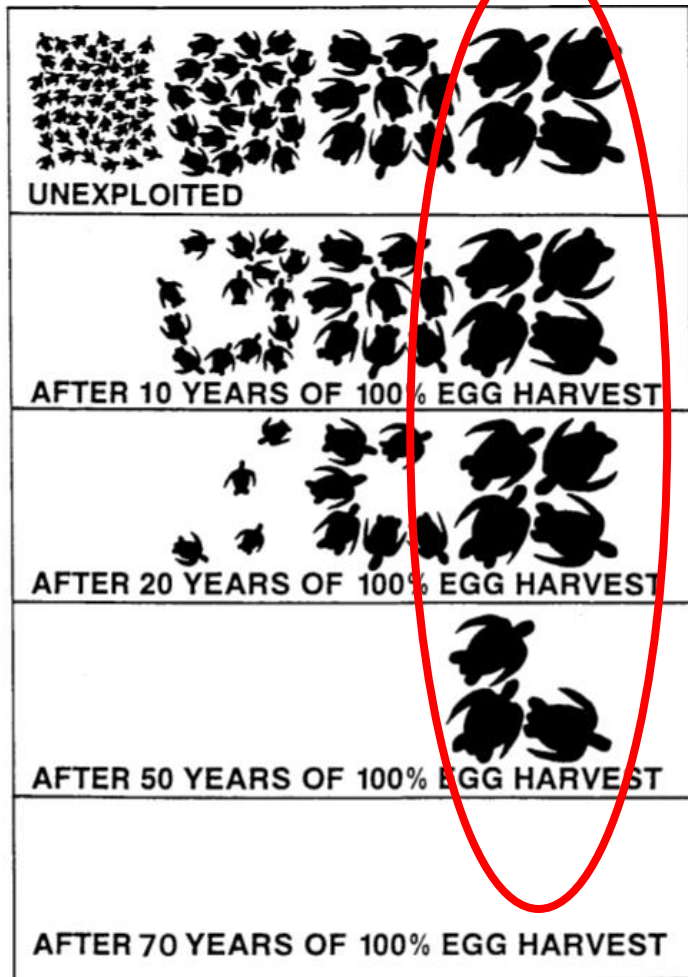 UNEXPLOITED
AFTER 10 YEARS OF 100% EGG HARVEST
AFTER 20 YEARS OF 100% EGG HARVEST
AFTER 50 YEARS OF 100% EGG HARVEST
AFTER 70 YEARS OF 100% EGG HARVEST